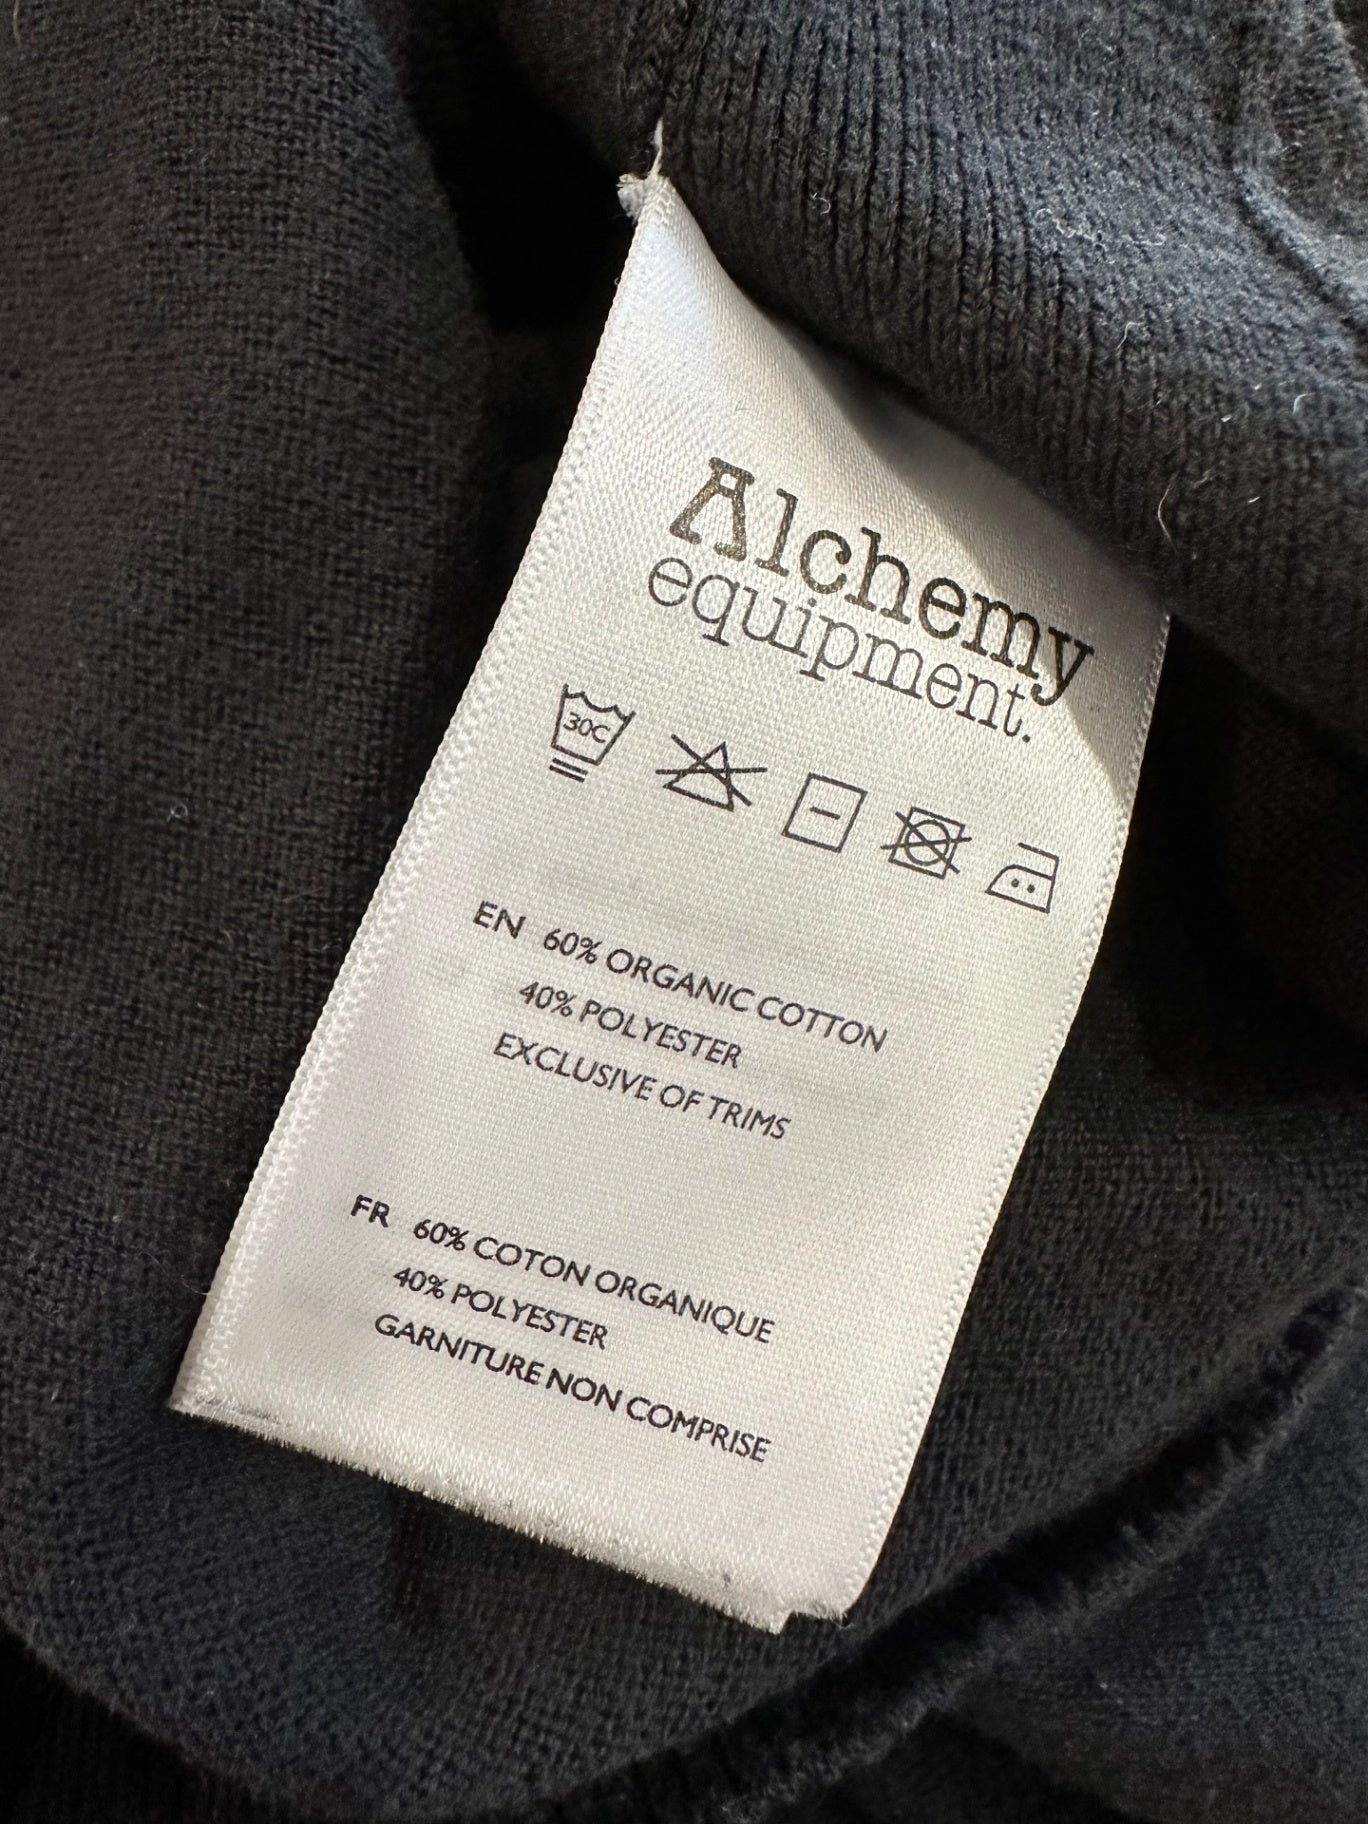 Alchemy
equipment.
30C
EN 60% ORGANIC COTTON
40% POLYESTER
EXCLUSIVE OF TRIMS
FR 60% COTON ORGANIQUE
40% POLYESTER
GARNITURE NON COMPRISE